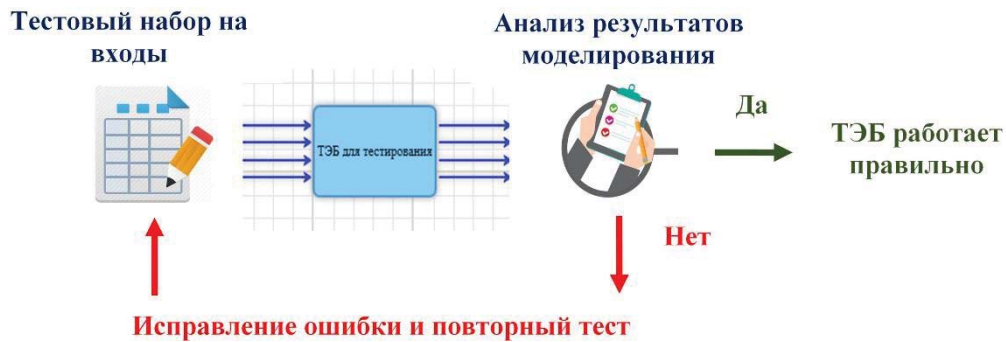 Тестовый набор на
входы
ТЭБ для тестирования
Анализ результатов
моделирования
Да
ТЭБ работает
правильно
Нет
Исправление ошибки и повторный тест